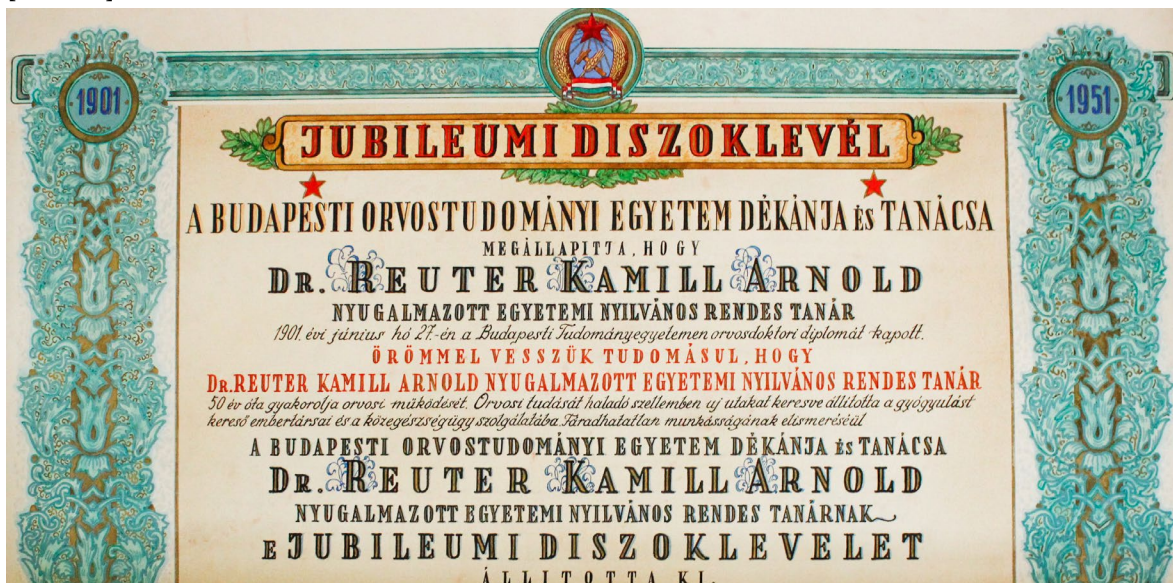 1901
1951
JUBILEUMI DISZOKLEVÉL
A BUDAPESTI ORVOSTUDOMÁNYI EGYETEM DÉKÁNJA ÉS TANÁCSA
MEGÁLLAPITJA, HOGY
DR. REUTER KAMILL ARNOLD
NYUGALMAZOTT EGYETEMI NYILVÁNOS RENDES TANÁR
1901. évi június hó 27.-én a Budapesti Tudományegyetemen orvosdoktori diplomát kapott.
ÖRÖMMEL VESSZÜK TUDOMÁSUL, HOGY
DR. REUTER KAMILL ARNOLD NYUGALMAZOTT EGYETEMI NYILVÁNOS RENDES TANÁR
50 év óta gyakorolja orvosi müködését. Orvosi tudását haladó szellemben uj utakat keresve állitotta a gyógyulást
kereső embertársai és a közegészségügy szolgálatába. Fáradhatatlan munkásságának elismeréséül
A BUDAPESTI ORVOSTUDOMÁNYI EGYETEM DÉKÁNJA ÉS TANÁCSA
DR. REUTER KAMILL ARNOLD
NYUGALMAZOTT EGYETEMI NYILVÁNOS RENDES TANÁRNAK
E JUBILEUMI DISZOKLEVELET
ÁLLITOTTA KI.